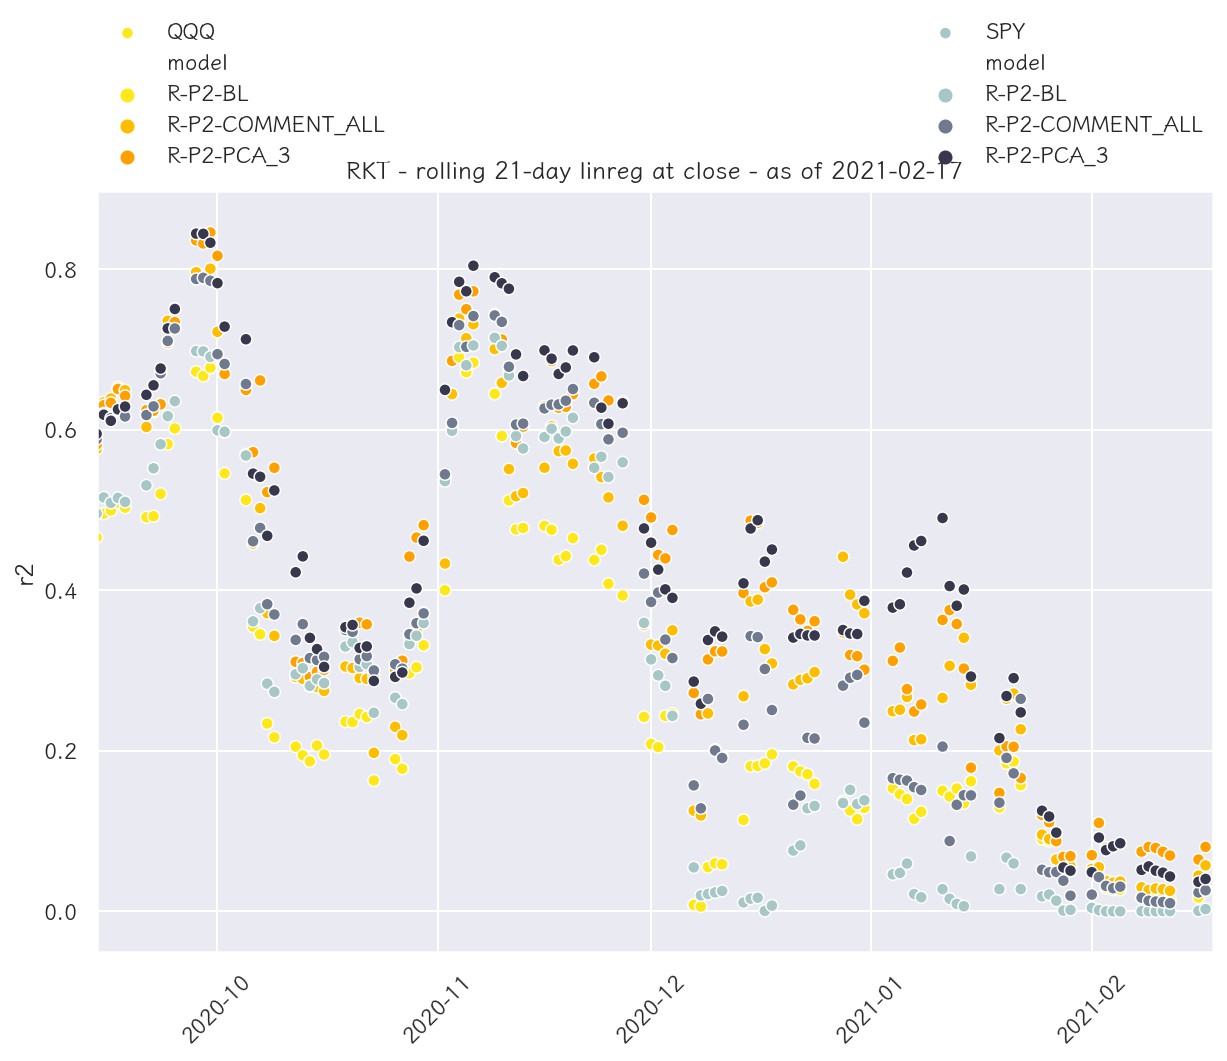 QQQ
model
R-P2-BL
R-P2-COMMENT_ALL
R-P2-PCA_3
SPY
model
R-P2-BL
R-P2-COMMENT_ALL
R-P2-PCA_3
RKT - rolling 21-day linreg at close - as of 2021-02-17
r2
0.8
0.6
0.4
0.2
0.0
2020-10
2020-11
2020-12
2021-01
2021-02